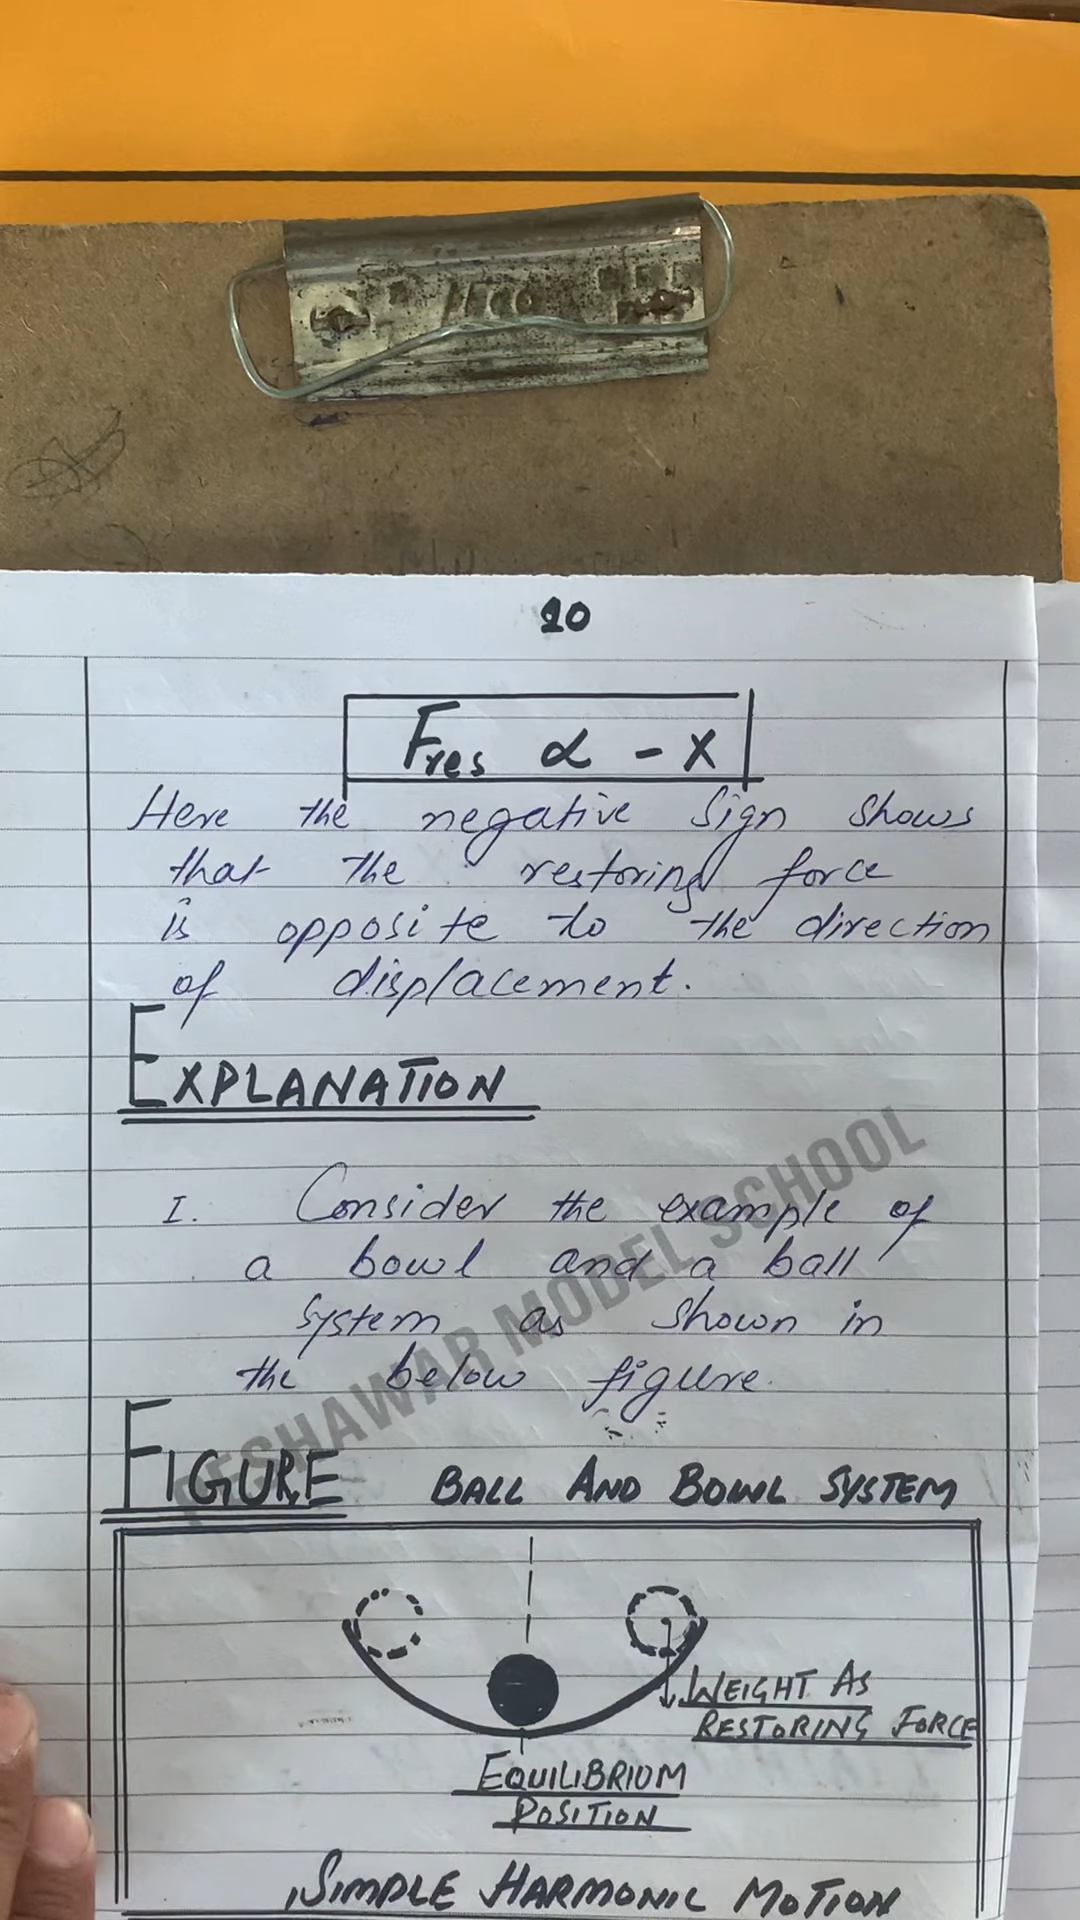 10
Fres α - x
Here the negative sign shows
that the restoring force
is opposite to the direction
of displacement.
EXPLANATION
I. Consider the example of
a bowl and a ball
system as shown in
the below figure.
FIGURE BALL AND BOWL SYSTEM
WEIGHT AS
RESTORING FORCE
EQUILIBRIUM
POSITION
SIMPLE HARMONIC MOTION
PESHAWAR MODEL SCHOOL